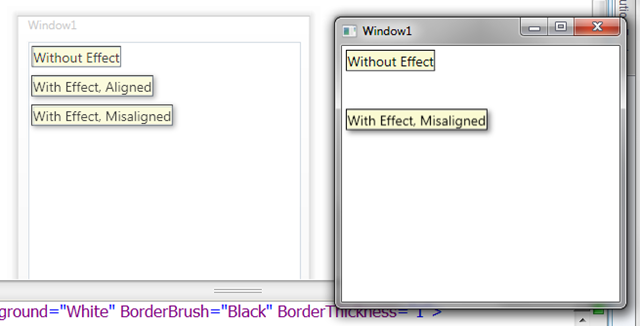 Window1
Without Effect
With Effect, Aligned
With Effect, Misaligned
Window1
Without Effect
With Effect, Misaligned
ground="White" BorderBrush="Black" BorderThickness="1">